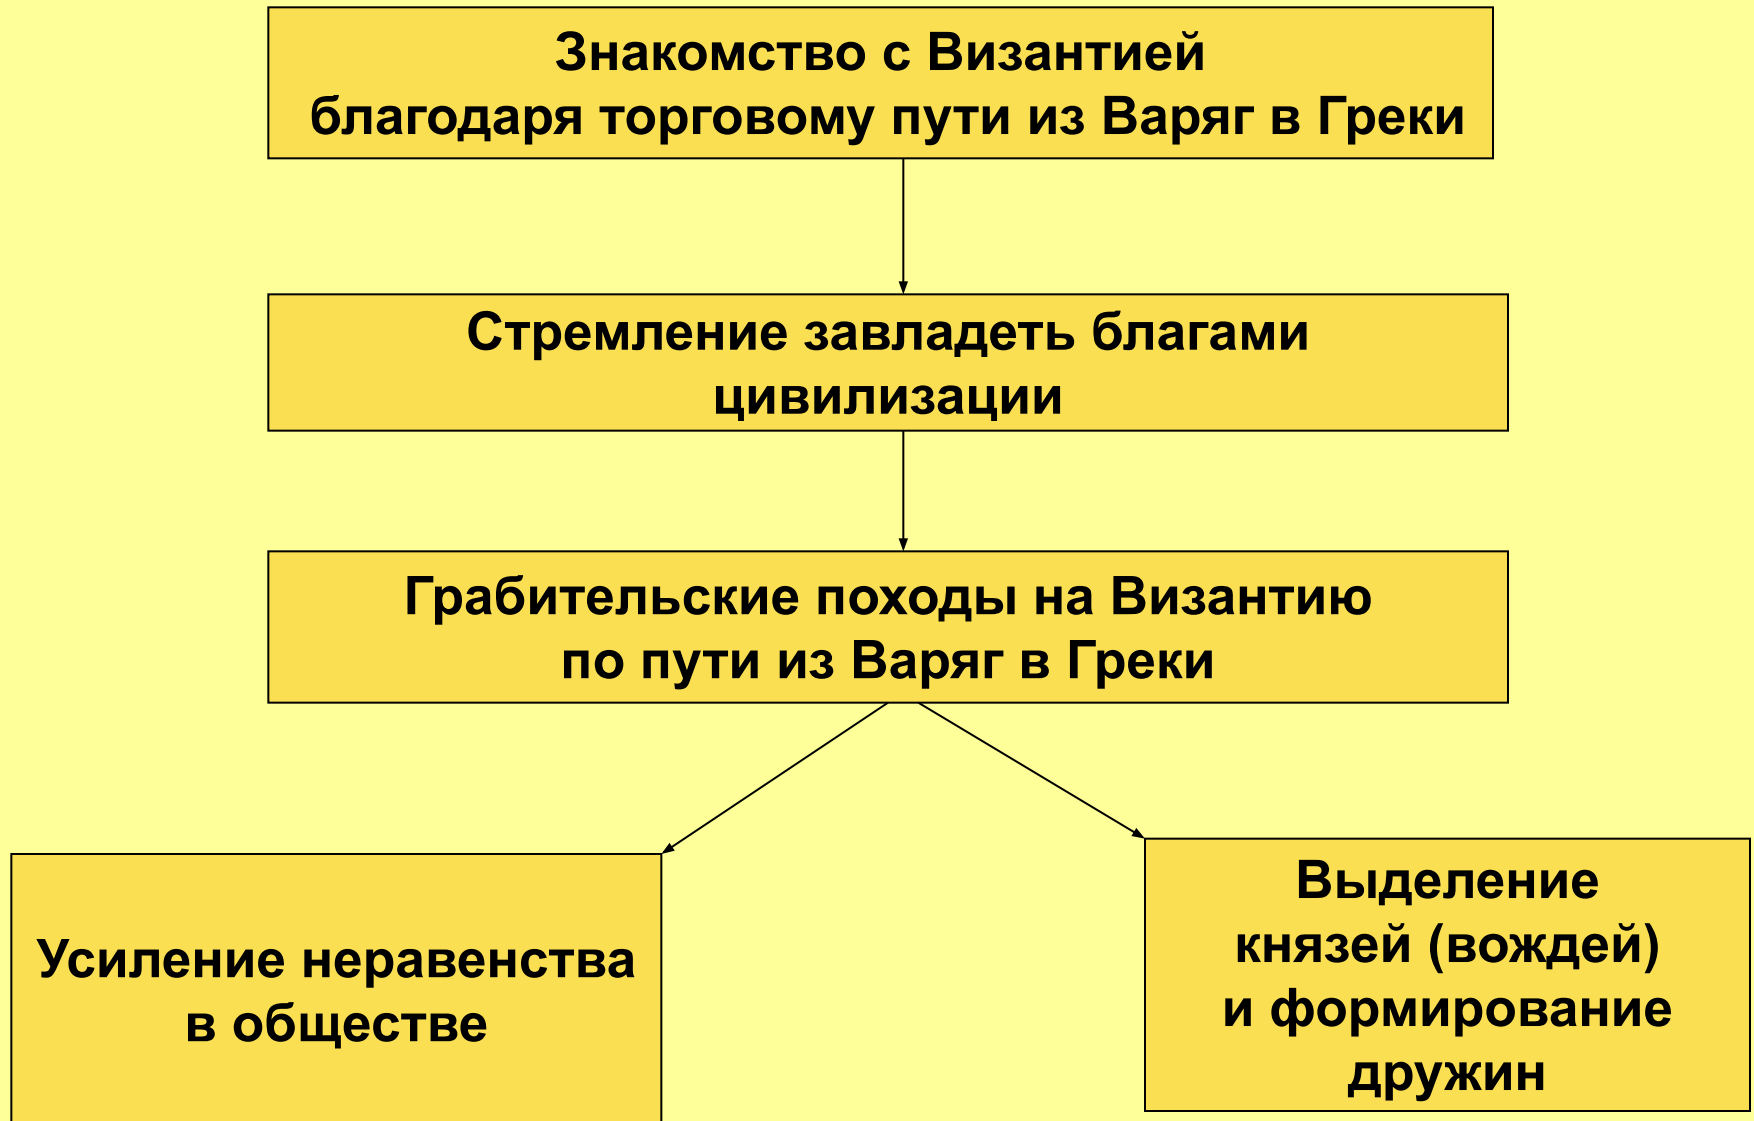 Знакомство с Византией
благодаря торговому пути из Варяг в Греки
Стремление завладеть благами
цивилизации
Грабительские походы на Византию
по пути из Варяг в Греки
Усиление неравенства
в обществе
Выделение
князей (вождей)
и формирование
дружин